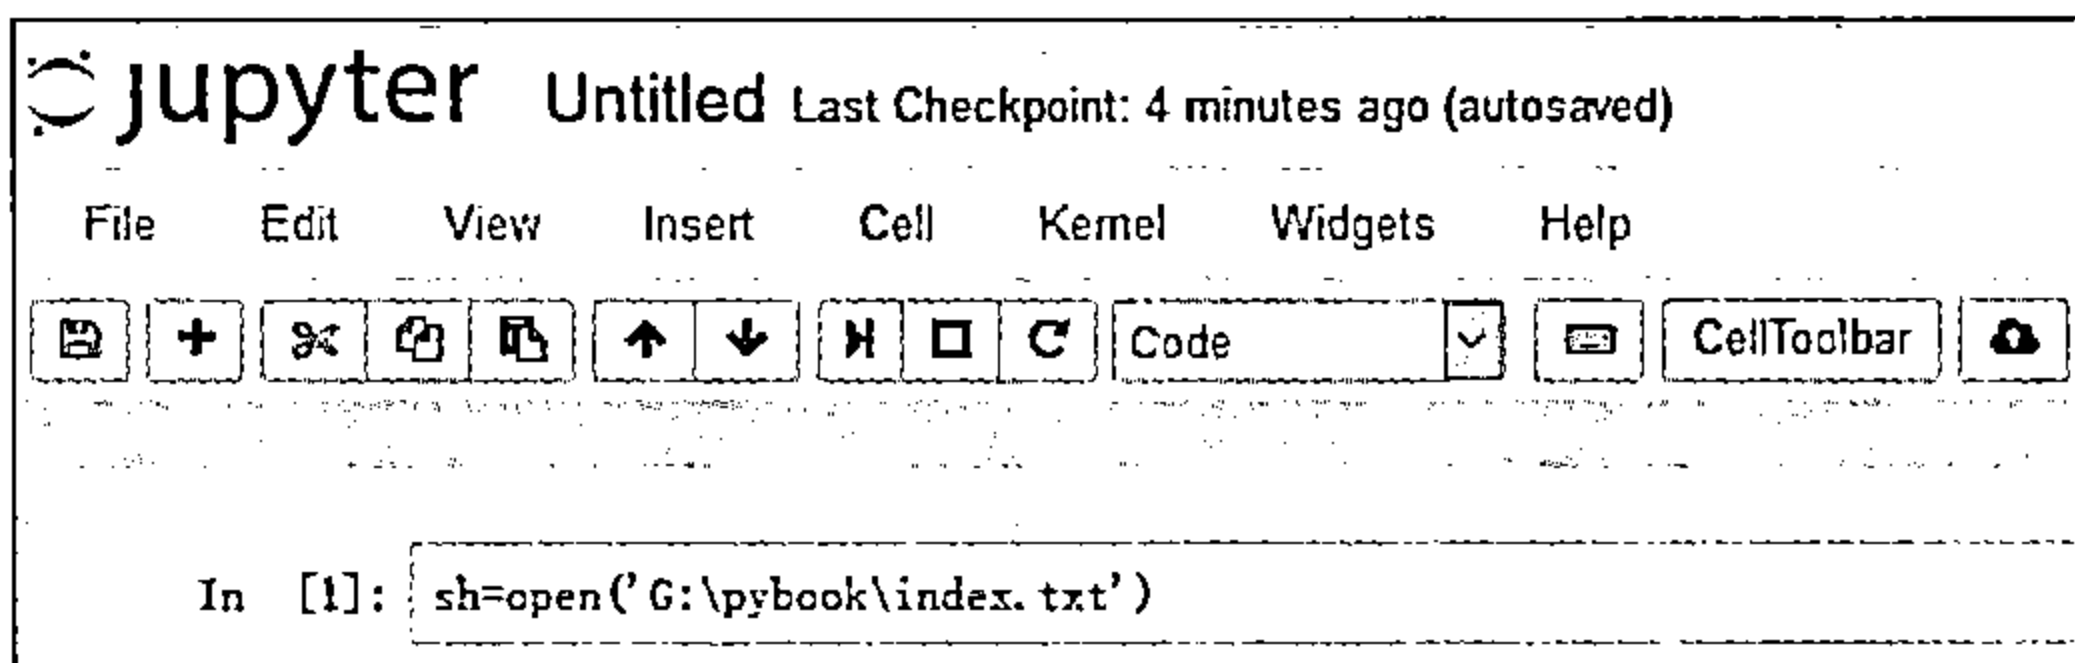 jupyter Untitled Last Checkpoint: 4 minutes ago (autosaved)
File Edit View Insert Cell Kernel Widgets Help
Code CellToolbar
In [1]: sh=open('G:\pybook\index.txt')